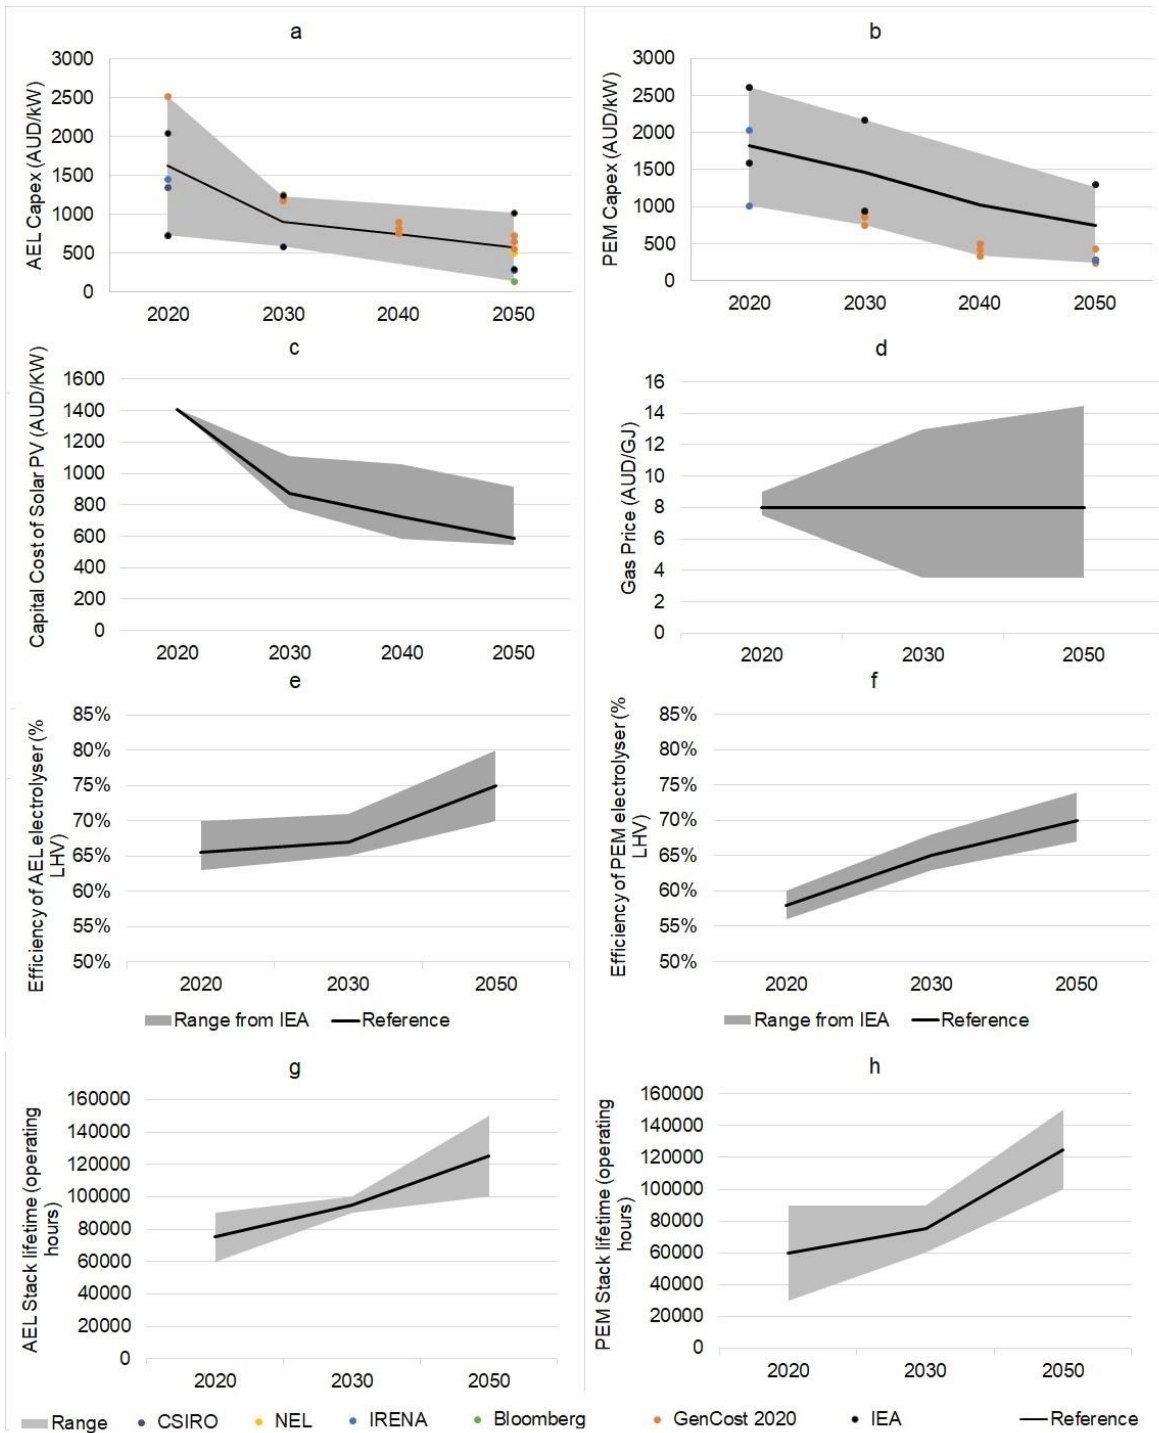 a
AEL Capex (AUD/kW)
3000
2500
2000
1500
1000
500
0
2020 2030 2040 2050
b
PEM Capex (AUD/kW)
3000
2500
2000
1500
1000
500
0
2020 2030 2040 2050
c
Capital Cost of Solar PV (AUD/KW)
1600
1400
1200
1000
800
600
400
200
0
2020 2030 2040 2050
d
Gas Price (AUD/GJ)
16
14
12
10
8
6
4
2
0
2020 2030 2050
e
Efficiency of AEL electrolyser (%
LHV)
85%
80%
75%
70%
65%
60%
55%
50%
2020 2030 2050
Range from IEA Reference
f
Efficiency of PEM electrolyser (%
LHV)
85%
80%
75%
70%
65%
60%
55%
50%
2020 2030 2050
Range from IEA Reference
g
AEL Stack lifetime (operating
hours)
160000
140000
120000
100000
80000
60000
40000
20000
0
2020 2030 2050
h
PEM Stack lifetime (operating
hours)
160000
140000
120000
100000
80000
60000
40000
20000
0
2020 2030 2050
Range CSIRO NEL IRENA Bloomberg GenCost 2020 IEA Reference